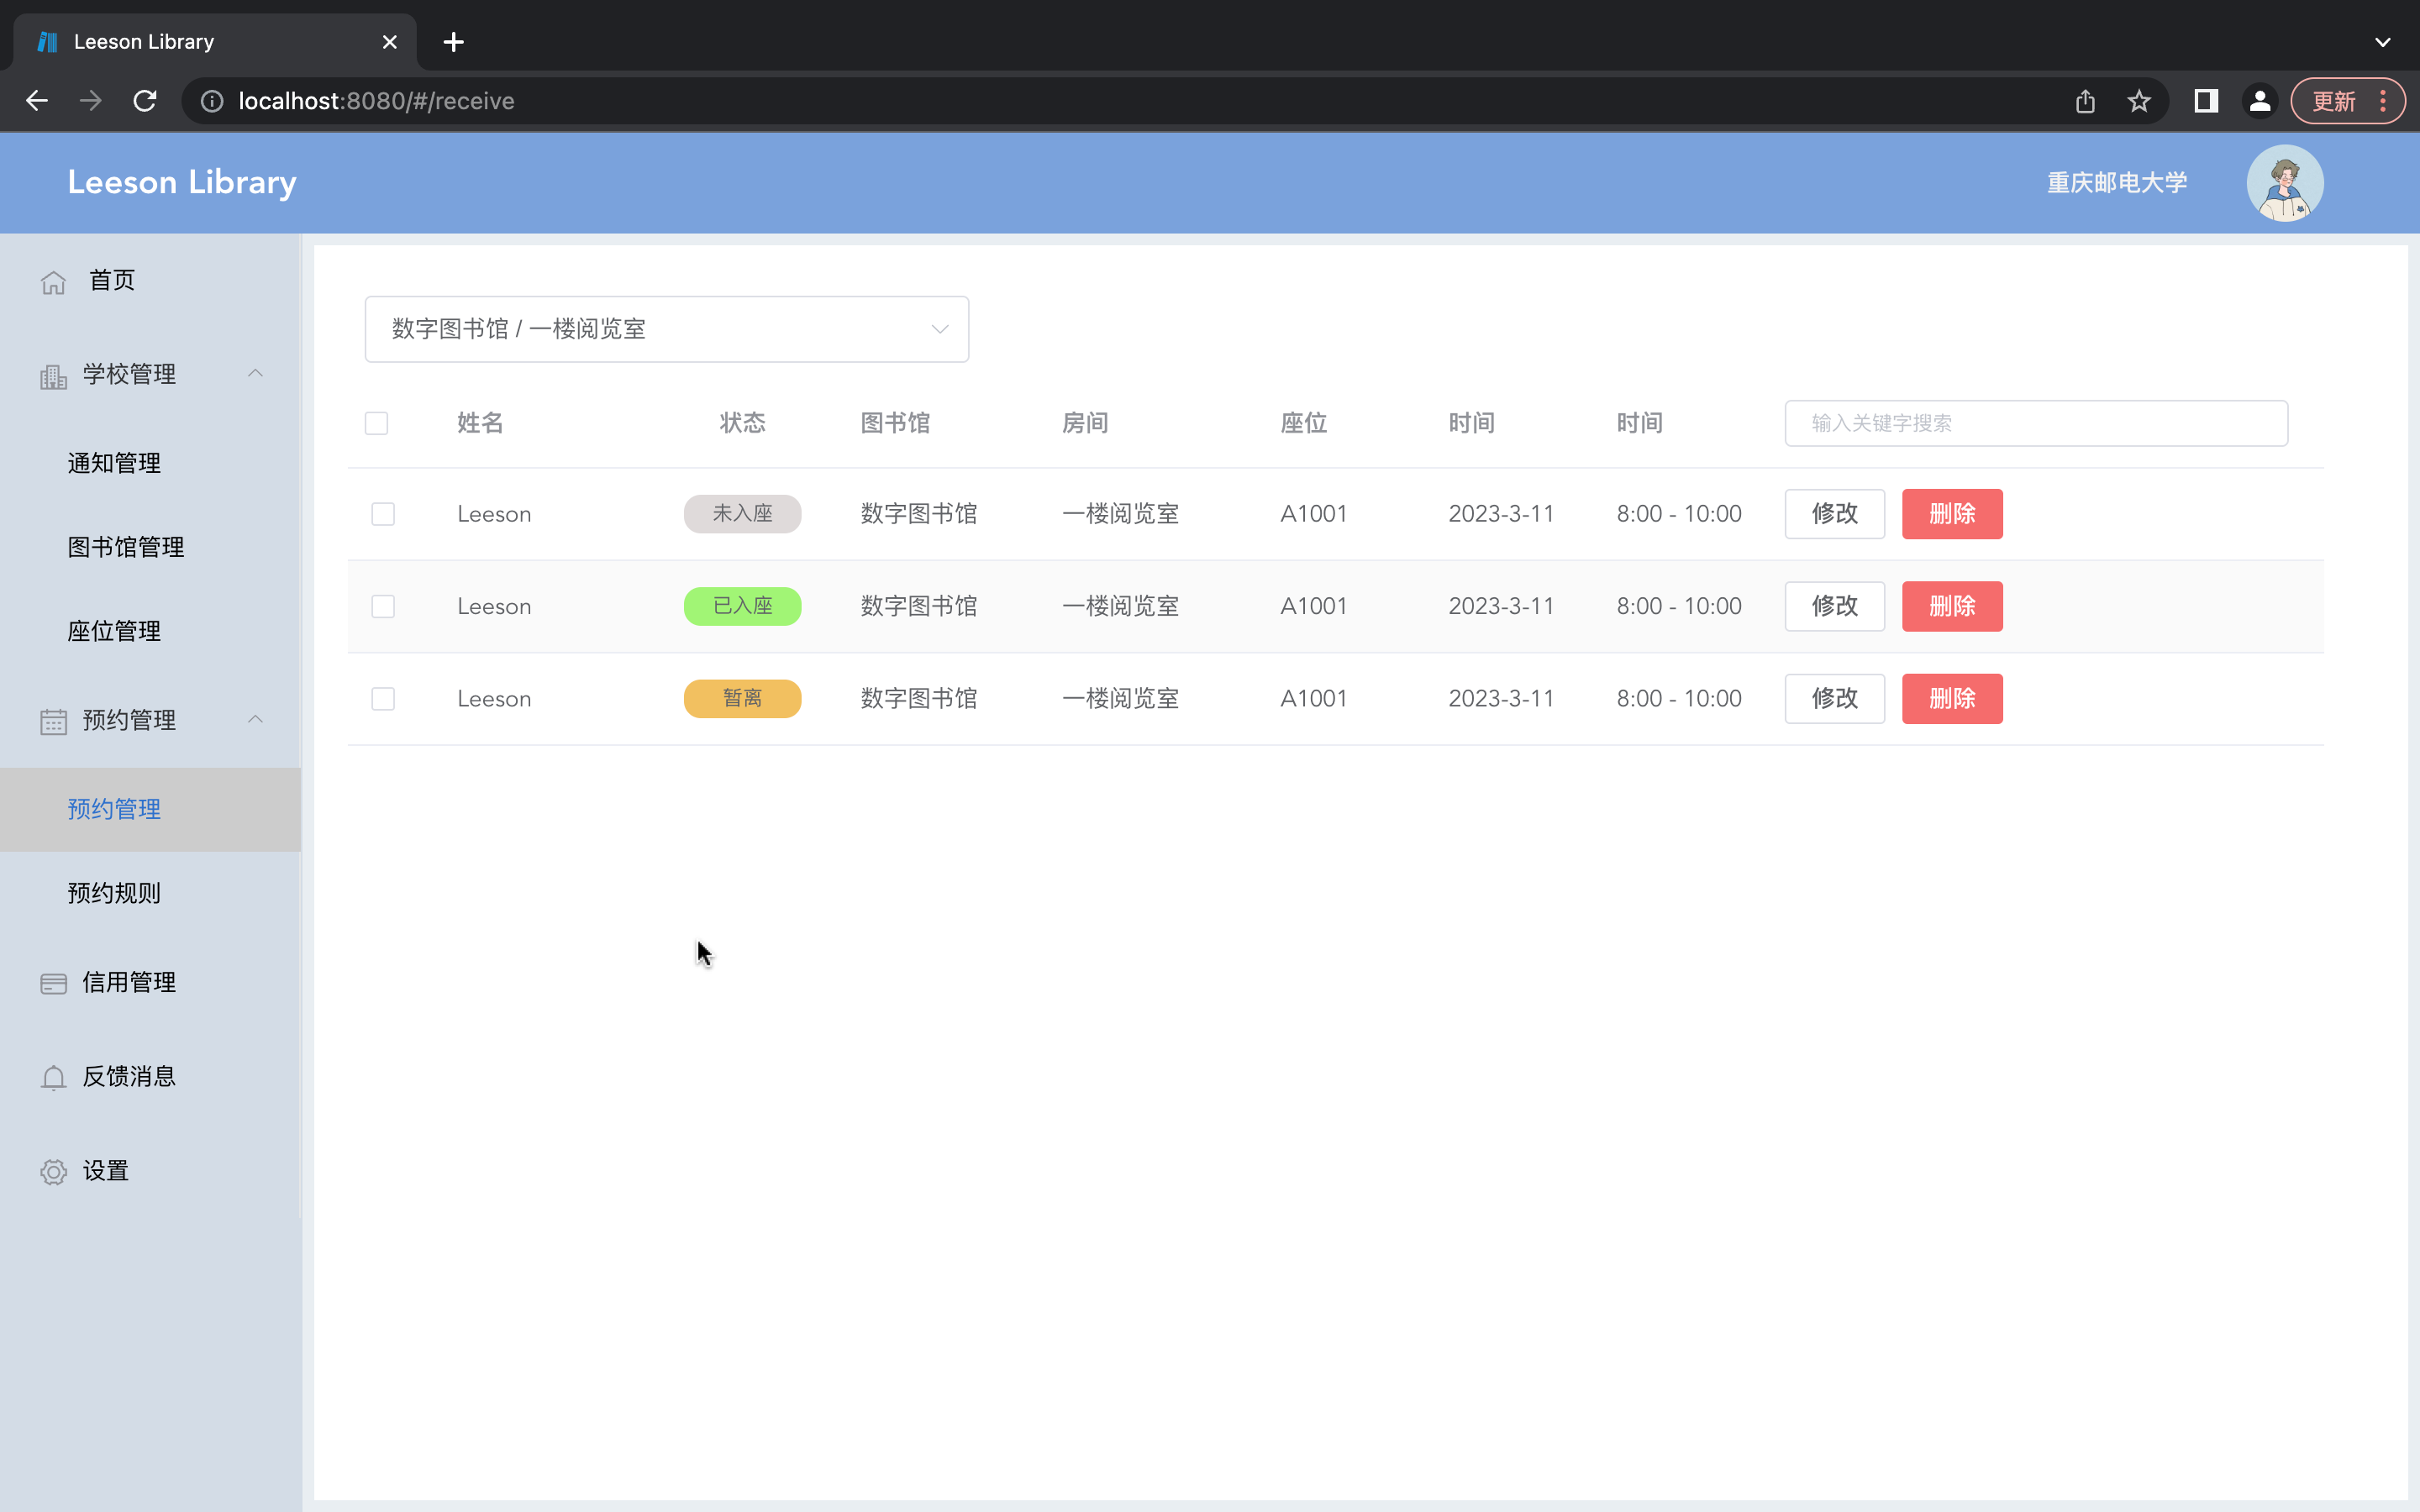 Leeson Library
localhost:8080/#/receive
更新
Leeson Library
重庆邮电大学
首页
学校管理
通知管理
图书馆管理
座位管理
预约管理
预约管理
预约规则
信用管理
反馈消息
设置
数字图书馆 / 一楼阅览室
姓名 状态 图书馆 房间 座位 时间 时间 输入关键字搜索
Leeson 未入座 数字图书馆 一楼阅览室 A1001 2023-3-11 8:00 - 10:00 修改 删除
Leeson 已入座 数字图书馆 一楼阅览室 A1001 2023-3-11 8:00 - 10:00 修改 删除
Leeson 暂离 数字图书馆 一楼阅览室 A1001 2023-3-11 8:00 - 10:00 修改 删除